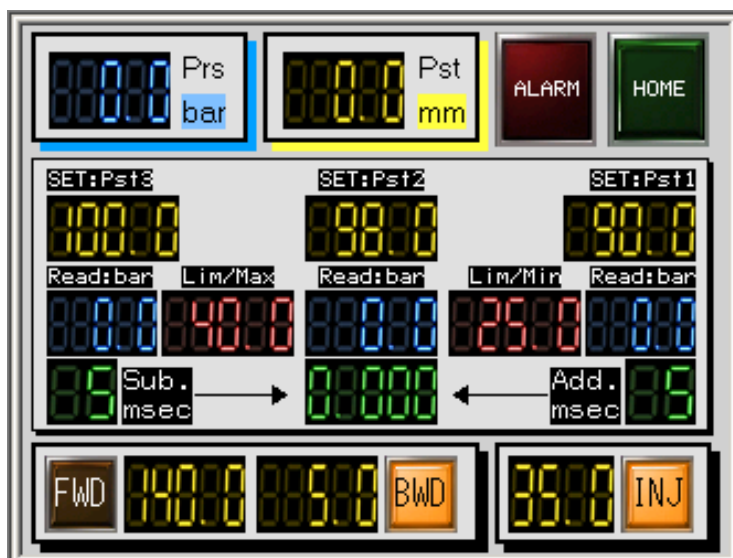 0.0 Prs bar 0.0 Pst mm ALARM HOME
SET:Pst3 SET:Pst2 SET:Pst1
100.0 98.0 90.0
Read:bar Lim/Max Read:bar Lim/Min Read:bar
0.0 40.0 0.0 25.0 0.0
5 Sub. msec 0.000 Add. msec 5
FWD 140.0 5.0 BWD 35.0 INJ